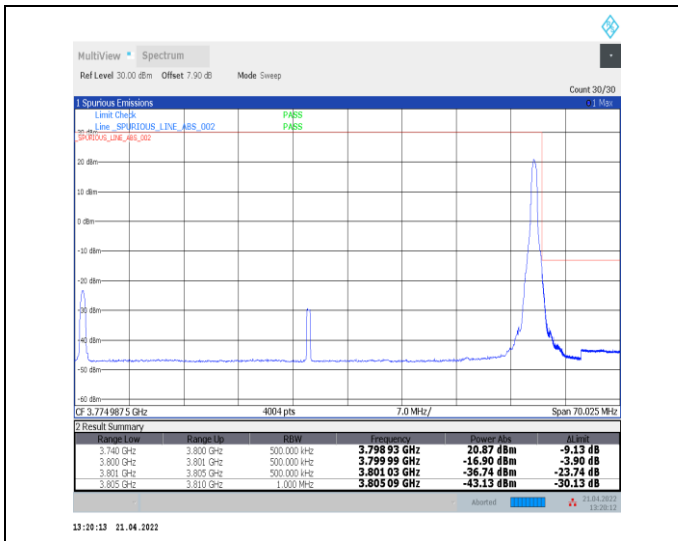 MultiView * Spectrum
Ref Level 30.00 dBm Offset 7.90 dB Mode Sweep
Count 30/30
1 Spurious Emissions 1 Max
Limit Check PASS
Line _SPURIOUS_LINE_ABS_002 PASS
30 dBm
_SPURIOUS_LINE_ABS_002
20 dBm
10 dBm
0 dBm
-10 dBm
-20 dBm
-30 dBm
-40 dBm
-50 dBm
-60 dBm
CF 3.774 987 5 GHz 4004 pts 7.0 MHz/ Span 70.025 MHz
2 Result Summary
Range Low Range Up RBW Frequency Power Abs ΔLimit
3.740 GHz 3.800 GHz 500.000 kHz 3.798 93 GHz 20.87 dBm -9.13 dB
3.800 GHz 3.801 GHz 500.000 kHz 3.799 99 GHz -16.90 dBm -3.90 dB
3.801 GHz 3.805 GHz 500.000 kHz 3.801 03 GHz -36.74 dBm -23.74 dB
3.805 GHz 3.810 GHz 1.000 MHz 3.805 09 GHz -43.13 dBm -30.13 dB
Aborted 21.04.2022
13:20:12
13:20:13 21.04.2022